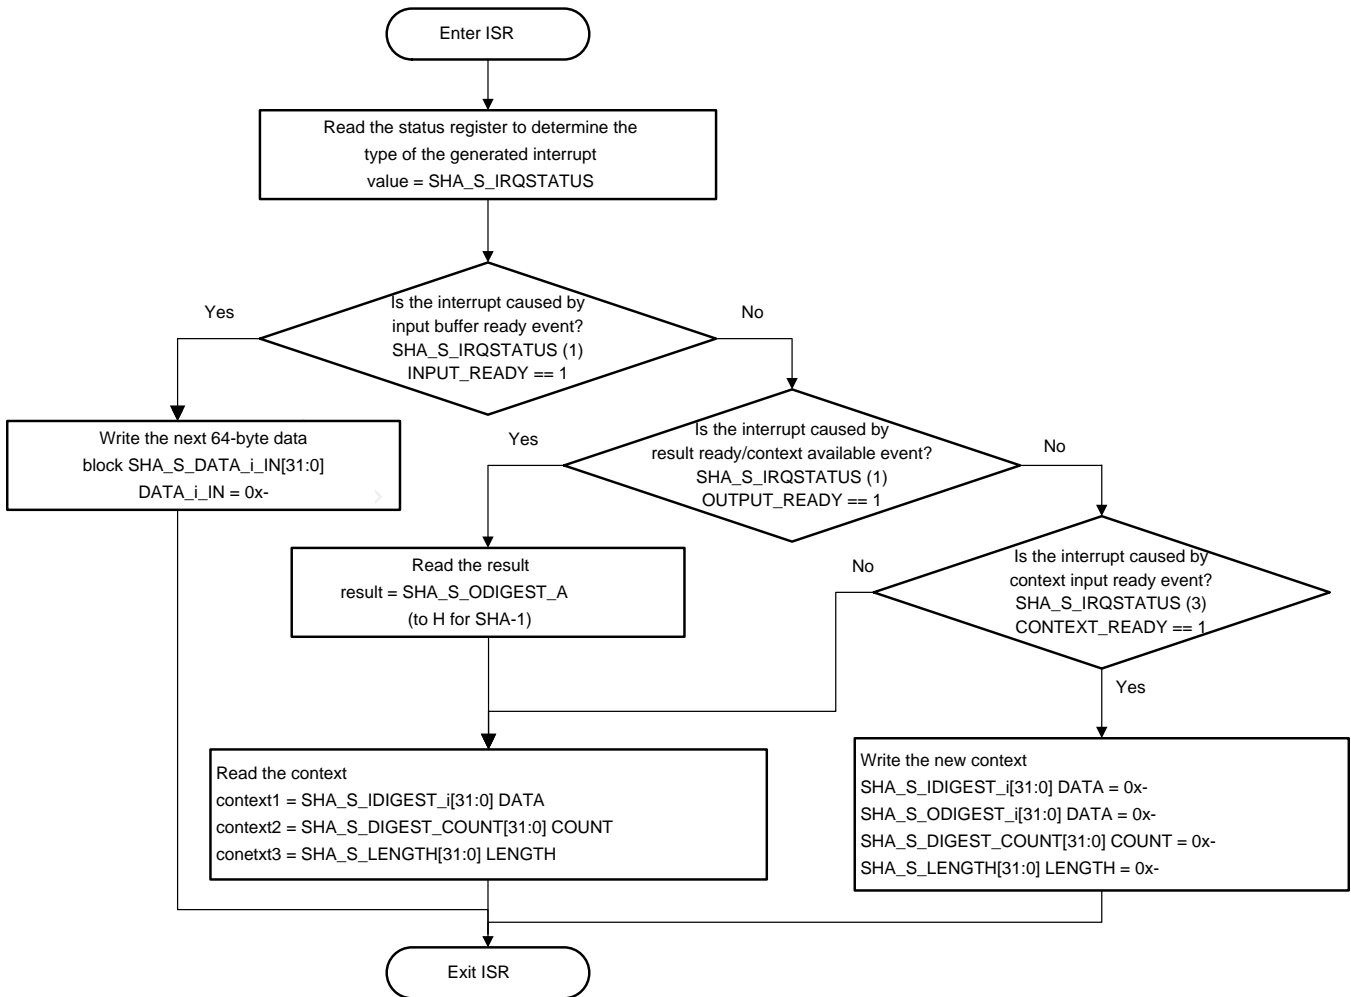 Enter ISR
Read the status register to determine the
type of the generated interrupt
value = SHA_S_IRQSTATUS
Is the interrupt caused by
input buffer ready event?
SHA_S_IRQSTATUS (1)
INPUT_READY == 1
Yes
No
Write the next 64-byte data
block SHA_S_DATA_i_IN[31:0]
DATA_i_IN = 0x-
Is the interrupt caused by
result ready/context available event?
SHA_S_IRQSTATUS (1)
OUTPUT_READY == 1
Yes
No
Read the result
result = SHA_S_ODIGEST_A
(to H for SHA-1)
Is the interrupt caused by
context input ready event?
SHA_S_IRQSTATUS (3)
CONTEXT_READY == 1
No
Yes
Read the context
context1 = SHA_S_IDIGEST_i[31:0] DATA
context2 = SHA_S_DIGEST_COUNT[31:0] COUNT
conetxt3 = SHA_S_LENGTH[31:0] LENGTH
Write the new context
SHA_S_IDIGEST_i[31:0] DATA = 0x-
SHA_S_ODIGEST_i[31:0] DATA = 0x-
SHA_S_DIGEST_COUNT[31:0] COUNT = 0x-
SHA_S_LENGTH[31:0] LENGTH = 0x-
Exit ISR